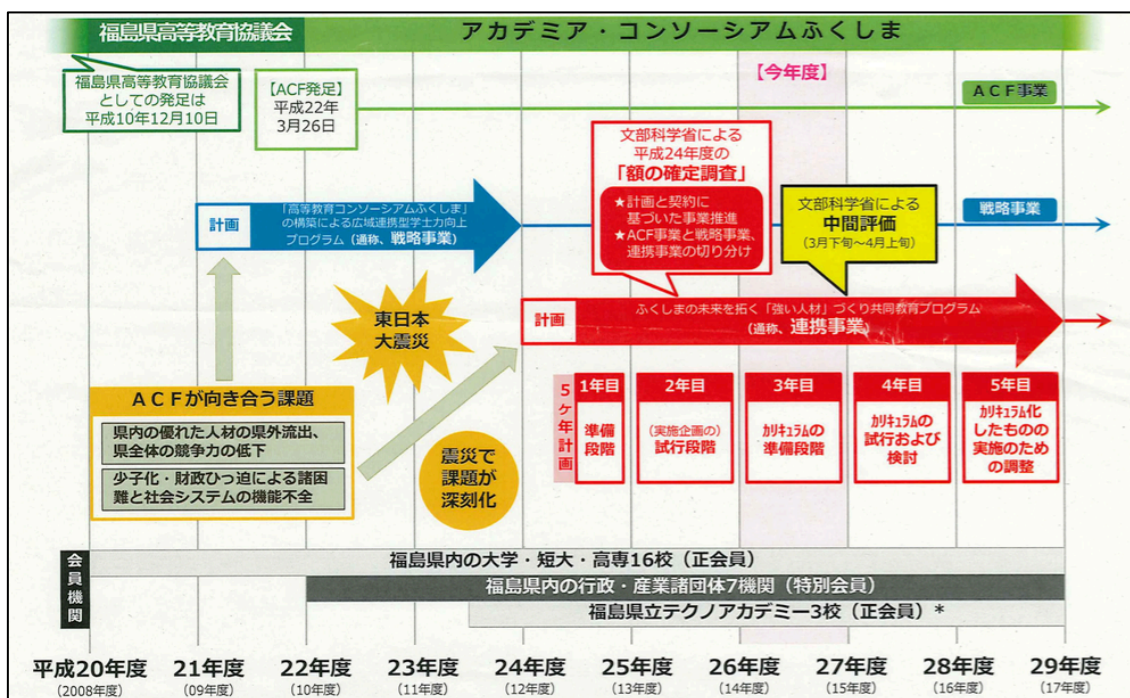 福島県高等教育協議会
アカデミア・コンソーシアムふくしま
福島県高等教育協議会
としての発足は
平成10年12月10日
【ACF発足】
平成22年
3月26日
【今年度】
ACF事業
文部科学省による
平成24年度の
「額の確定調査」
★計画と契約に
基づいた事業推進
★ACF事業と戦略事業、
連携事業の切り分け
文部科学省による
中間評価
(3月下旬～4月上旬)
戦略事業
計画
「高等教育コンソーシアムふくしま」
の構築による広域連携型学士力向上
プログラム(通称、戦略事業)
計画
ふくしまの未来を拓く「強い人材」づくり共同教育プログラム
(通称、連携事業)
東日本
大震災
ACFが向き合う課題
県内の優れた人材の県外流出、
県全体の競争力の低下
少子化・財政ひっ迫による諸困
難と社会システムの機能不全
震災で
課題が
深刻化
5ヶ年計画
1年目
準備
段階
2年目
(実施企画の)
試行段階
3年目
カリキュラムの
準備段階
4年目
カリキュラムの
試行および
検討
5年目
カリキュラム化
したものの
実施のため
の調整
会員機関
福島県内の大学・短大・高専16校(正会員)
福島県内の行政・産業諸団体7機関(特別会員)
福島県立テクノアカデミー3校(正会員)*
平成20年度 21年度 22年度 23年度 24年度 25年度 26年度 27年度 28年度 29年度
(2008年度) (09年度) (10年度) (11年度) (12年度) (13年度) (14年度) (15年度) (16年度) (17年度)